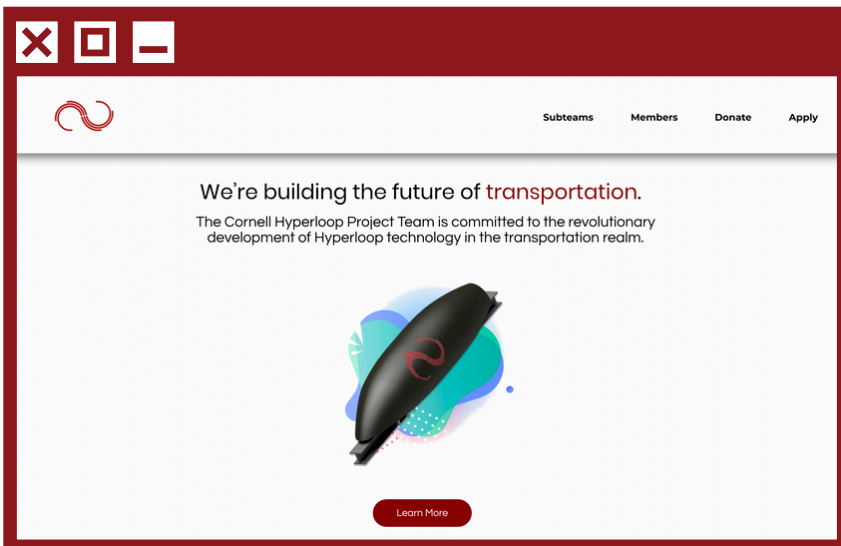 Subteams Members Donate Apply
We're building the future of transportation.
The Cornell Hyperloop Project Team is committed to the revolutionary
development of Hyperloop technology in the transportation realm.
Learn More